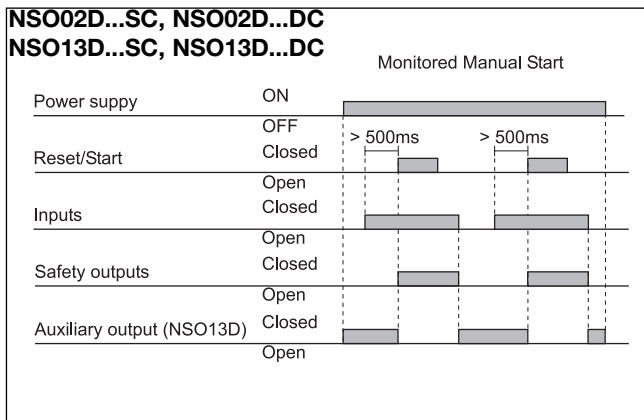 NSO02D...SC, NSO02D...DC
NSO13D...SC, NSO13D...DC
Monitored Manual Start
Power suppy ON
OFF
> 500ms > 500ms
Reset/Start Closed
Open
Inputs Closed
Open
Safety outputs Closed
Open
Auxiliary output (NSO13D) Closed
Open